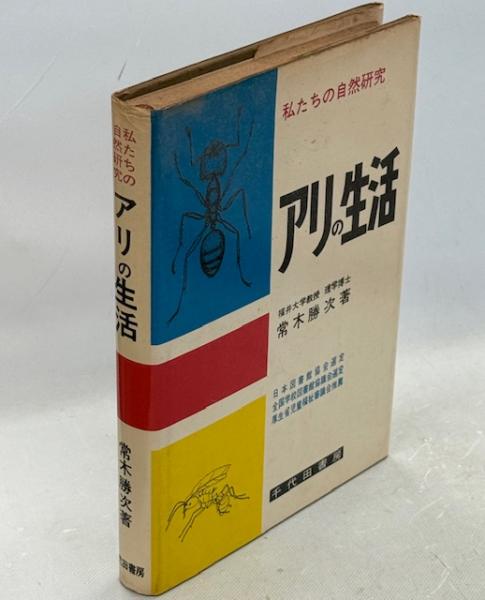 私たちの自然研究
アリの生活
福井大学教授 理学博士
常木勝次著
日本図書館協会選定
全国学校図書館協議会選定
厚生省児童福祉審議会推薦
千代田書房
私たちの
自然研究
アリの生活
常木勝次著
代田書房